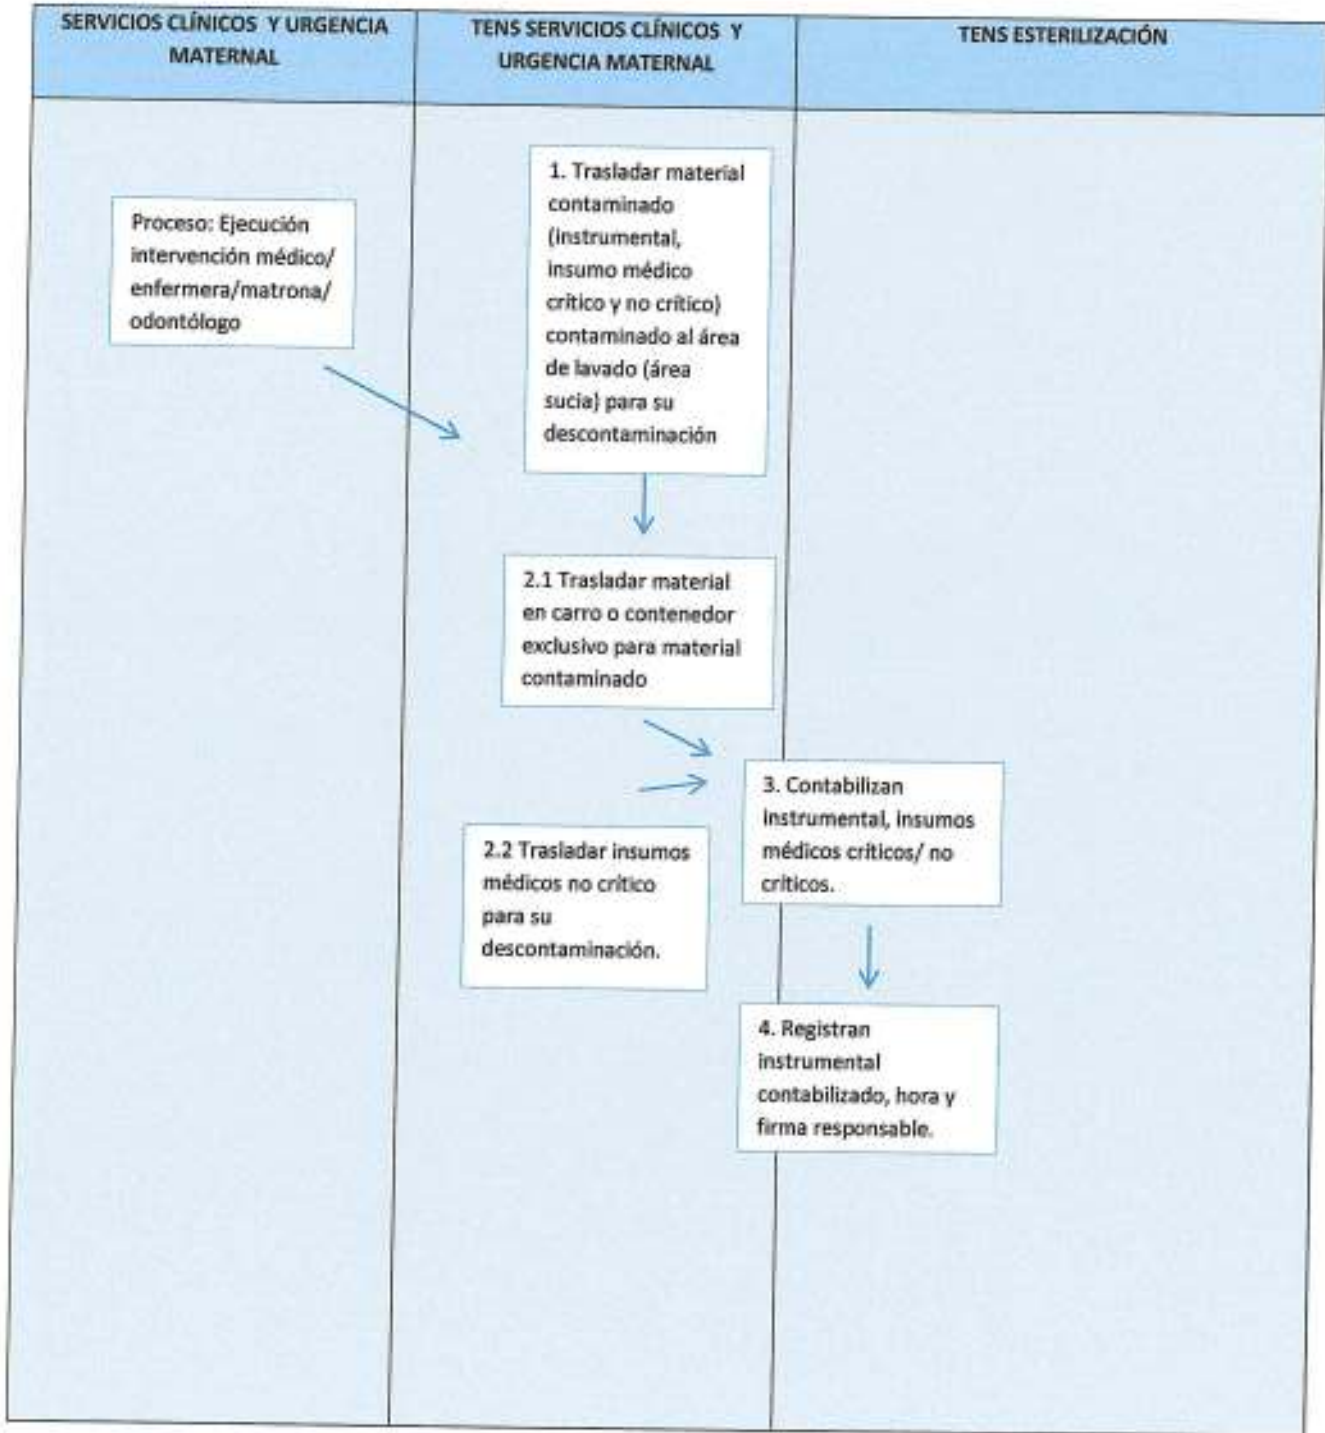 SERVICIOS CLÍNICOS Y URGENCIA
MATERNAL
TENS SERVICIOS CLÍNICOS Y
URGENCIA MATERNAL
TENS ESTERILIZACIÓN
Proceso: Ejecución
intervención médico/
enfermera/matrona/
odontólogo
1. Trasladar material
contaminado
(instrumental,
insumo médico
crítico y no crítico)
contaminado al área
de lavado (área
sucia) para su
descontaminación
2.1 Trasladar material
en carro o contenedor
exclusivo para material
contaminado
2.2 Trasladar insumos
médicos no crítico
para su
descontaminación.
3. Contabilizan
instrumental, insumos
médicos críticos/ no
críticos.
4. Registran
instrumental
contabilizado, hora y
firma responsable.